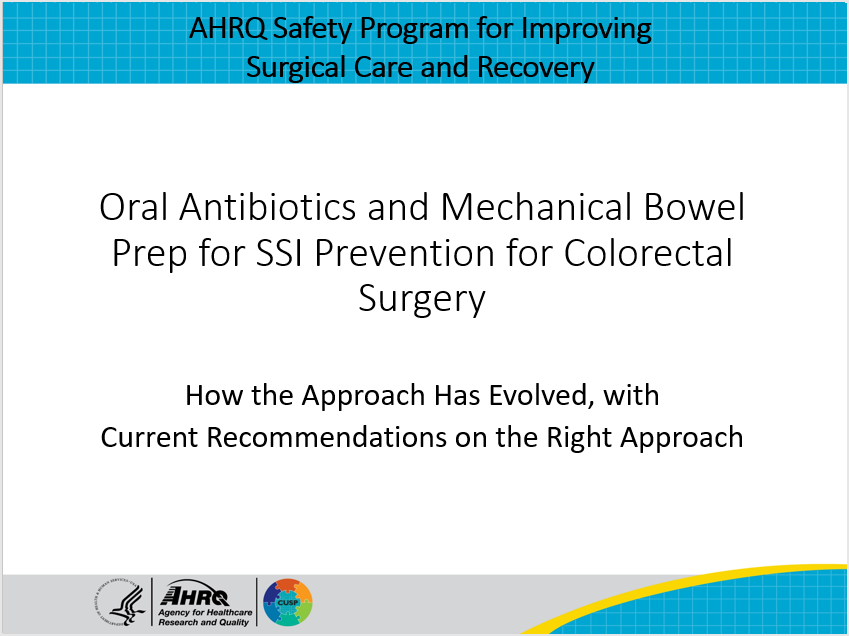 AHRQ Safety Program for Improving
Surgical Care and Recovery
Oral Antibiotics and Mechanical Bowel
Prep for SSI Prevention for Colorectal
Surgery
How the Approach Has Evolved, with
Current Recommendations on the Right Approach
AHRQ
Agency for Healthcare
Research and Quality
CUSP